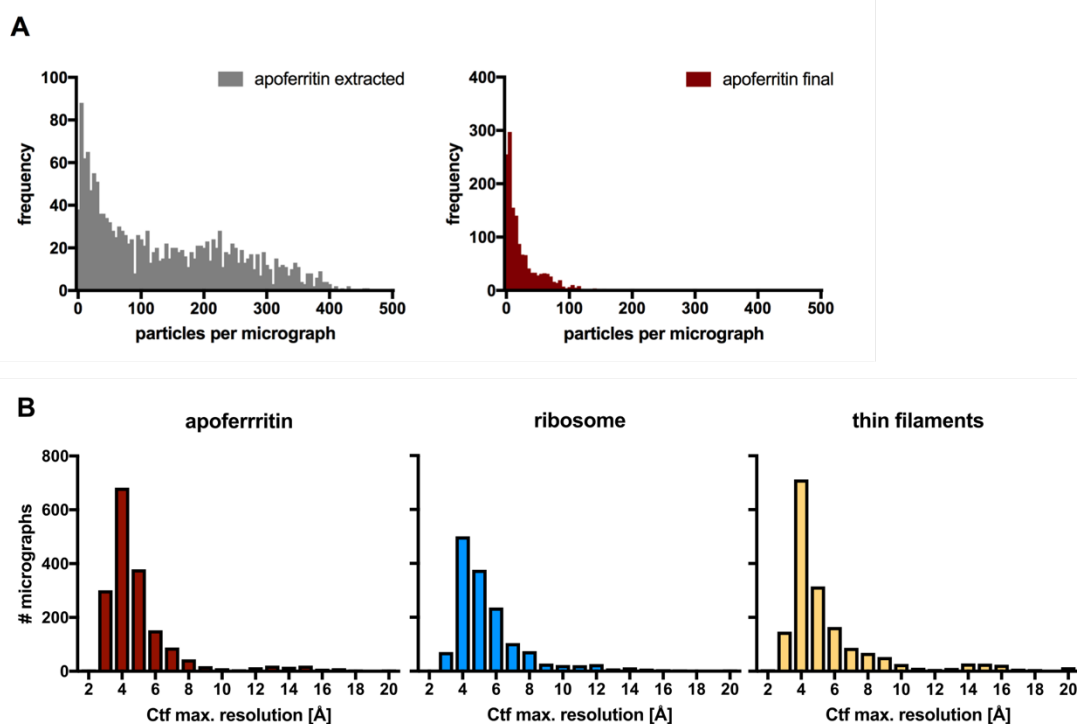 A
apoferritin extracted
apoferritin final
100
80
60
40
20
0
frequency
0 100 200 300 400 500
particles per micrograph
400
300
200
100
0
frequency
0 100 200 300 400 500
particles per micrograph
B
apoferrritin
ribosome
thin filaments
800
600
400
200
0
# micrographs
2 4 6 8 10 12 14 16 18 20
Ctf max. resolution [Å]
2 4 6 8 10 12 14 16 18 20
Ctf max. resolution [Å]
2 4 6 8 10 12 14 16 18 20
Ctf max. resolution [Å]